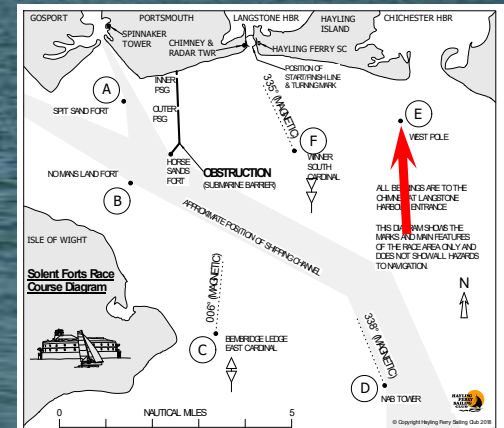 GOSPORT
PORTSMOUTH
LANGSTONE HBR
HAYLING
ISLAND
CHICHESTER HBR
SPINNAKER
TOWER
CHIMNEY &
RADAR TWR
HAYLING FERRY SC
POSITION OF
START/FINISH LINE
& TURNING MARK
INNER
PSG
A
SPIT SAND FORT
OUTER
PSG
335° (MAGNETIC)
E
WEST POLE
F
WINNER
SOUTH
CARDINAL
HORSE
SANDS
FORT
OBSTRUCTION
(SUBMARINE BARRIER)
NO MANS LAND FORT
B
ALL BEARINGS ARE TO THE
CHIMNEY AT LANGSTONE
HARBOUR ENTRANCE
APPROXIMATE POSITION OF SHIPPING CHANNEL
THIS DIAGRAM SHOWS THE
MARKS AND MAIN FEATURES
OF THE RACE AREA ONLY AND
DOES NOT SHOW ALL HAZARDS
TO NAVIGATION.
ISLE OF WIGHT
Solent Forts Race
Course Diagram
006° (MAGNETIC)
N
C
BEMBRIDGE LEDGE
EAST CARDINAL
338° (MAGNETIC)
D
NAB TOWER
HAYLING
FERRY
SAILING
CLUB
0
NAUTICAL MILES
5
© Copyright Hayling Ferry Sailing Club 2018